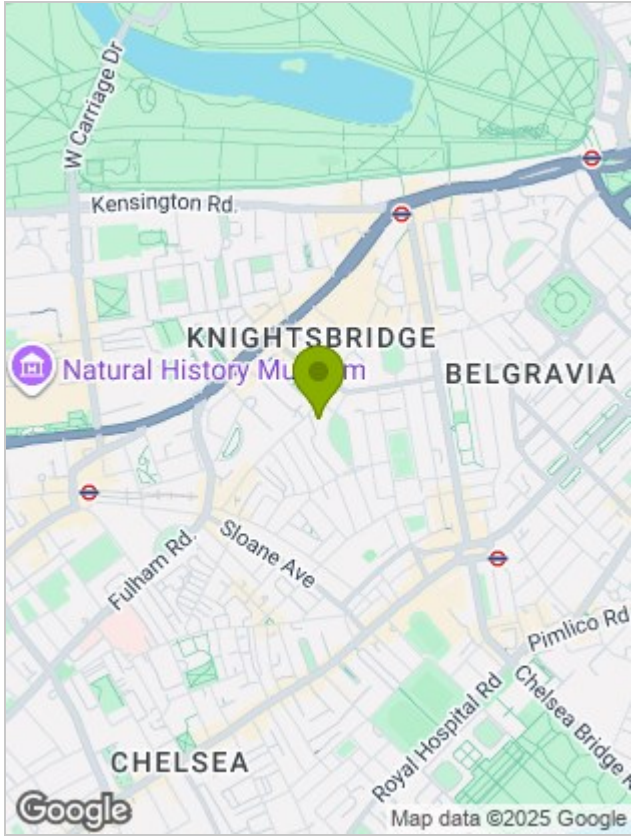 W Carriage Dr
Kensington Rd.
KNIGHTSBRIDGE
Natural History Mu m
BELGRAVIA
Sloane Ave
Fulham Rd.
Pimlico Rd
Royal Hospital Rd
Chelsea Bridge R
CHELSEA
Google
Map data ©2025 Google